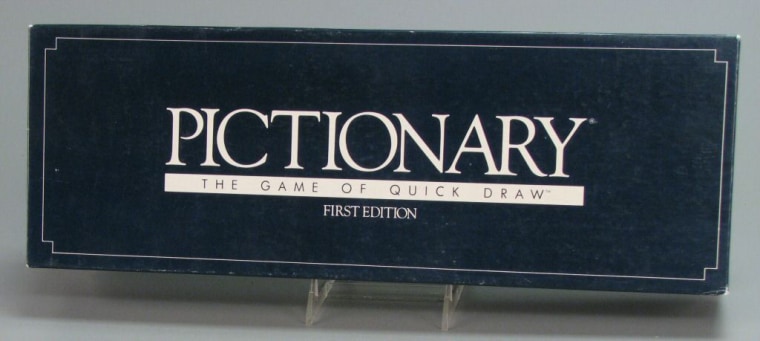 PICTIONARY®
THE GAME OF QUICK DRAW™
FIRST EDITION